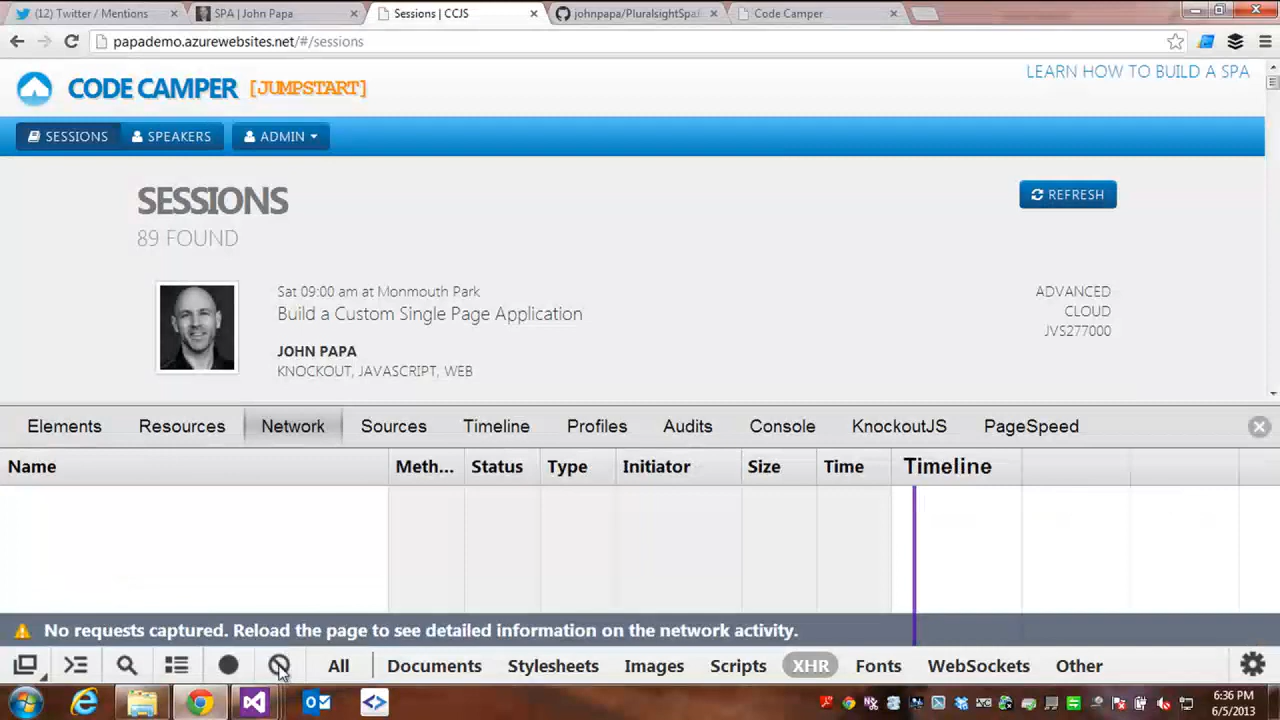 (12) Twitter / Mentions
SPA | John Papa
Sessions | CCJS
johnpapa/PluralsightSpa
Code Camper
papademo.azurewebsites.net/#/sessions
CODE CAMPER [JUMPSTART]
LEARN HOW TO BUILD A SPA
SESSIONS
SPEAKERS
ADMIN
SESSIONS
89 FOUND
REFRESH
Sat 09:00 am at Monmouth Park
Build a Custom Single Page Application
JOHN PAPA
KNOCKOUT, JAVASCRIPT, WEB
ADVANCED
CLOUD
JVS277000
Elements Resources Network Sources Timeline Profiles Audits Console KnockoutJS PageSpeed
Name Meth... Status Type Initiator Size Time Timeline
No requests captured. Reload the page to see detailed information on the network activity.
All Documents Stylesheets Images Scripts XHR Fonts WebSockets Other
6:36 PM
6/5/2013